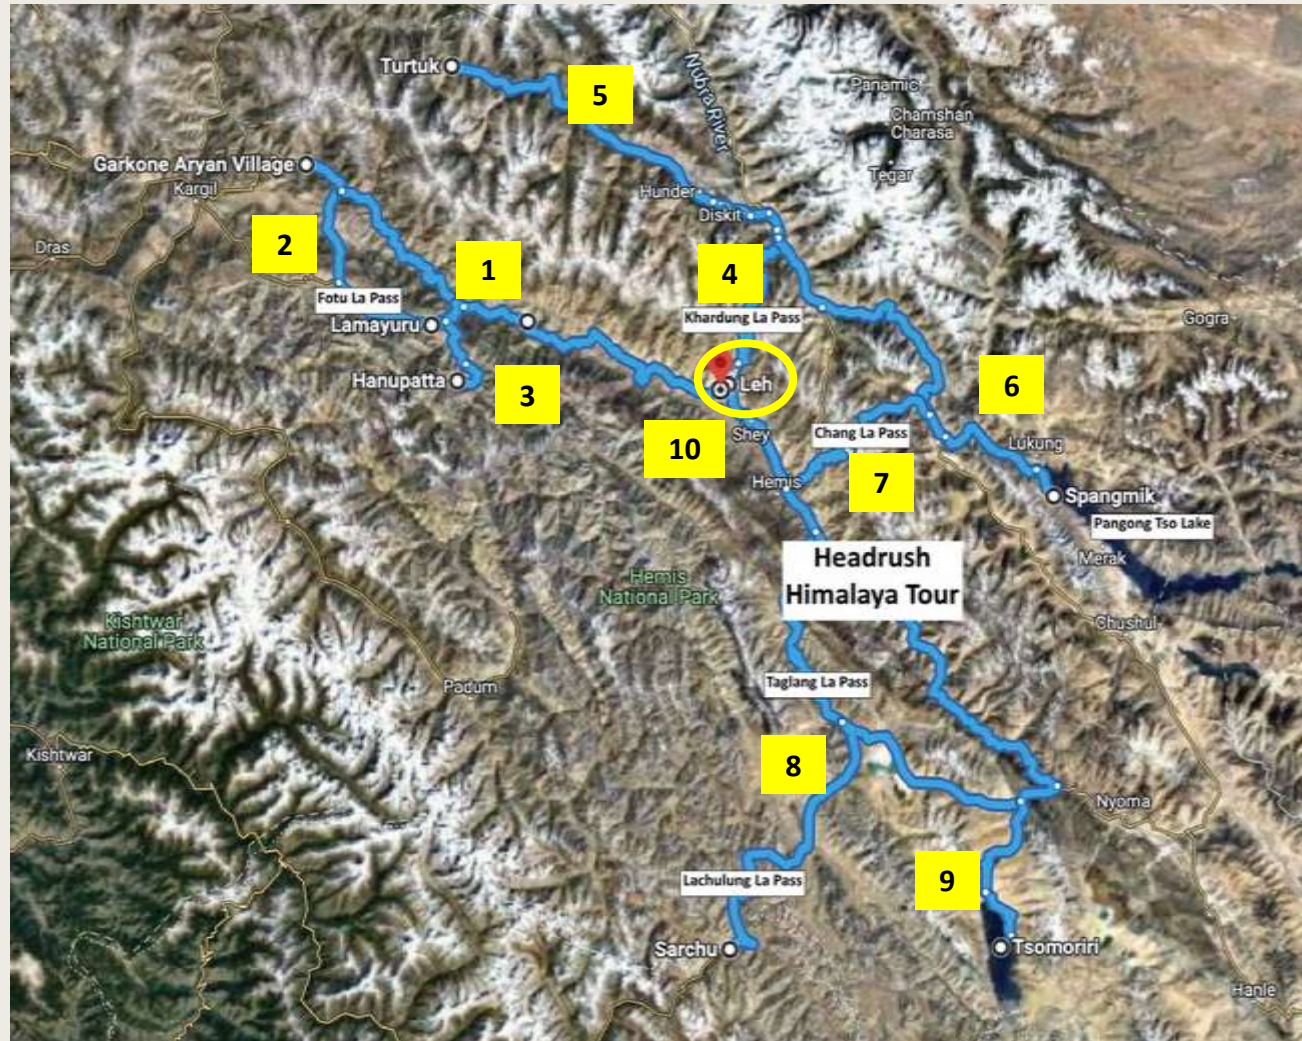 Turtuk
5
Nubra River
Panamic
Chamshan
Charasa
Tegar
Garkone Aryan Village
Kargil
Hunder
Diskit
Dras
2
1
4
Fotu La Pass
Lamayuru
Khardung La Pass
Gogra
Hanupatta
3
Leh
6
10
Shey
Chang La Pass
Lukung
Hemis
7
Spangmik
Pangong Tso Lake
Merak
Headrush
Himalaya Tour
Hemis
National Park
Kishtwar
National Park
Chushul
Padum
Taglang La Pass
Kishtwar
8
Nyoma
Lachulung La Pass
9
Sarchu
Tsomoriri
Hanle